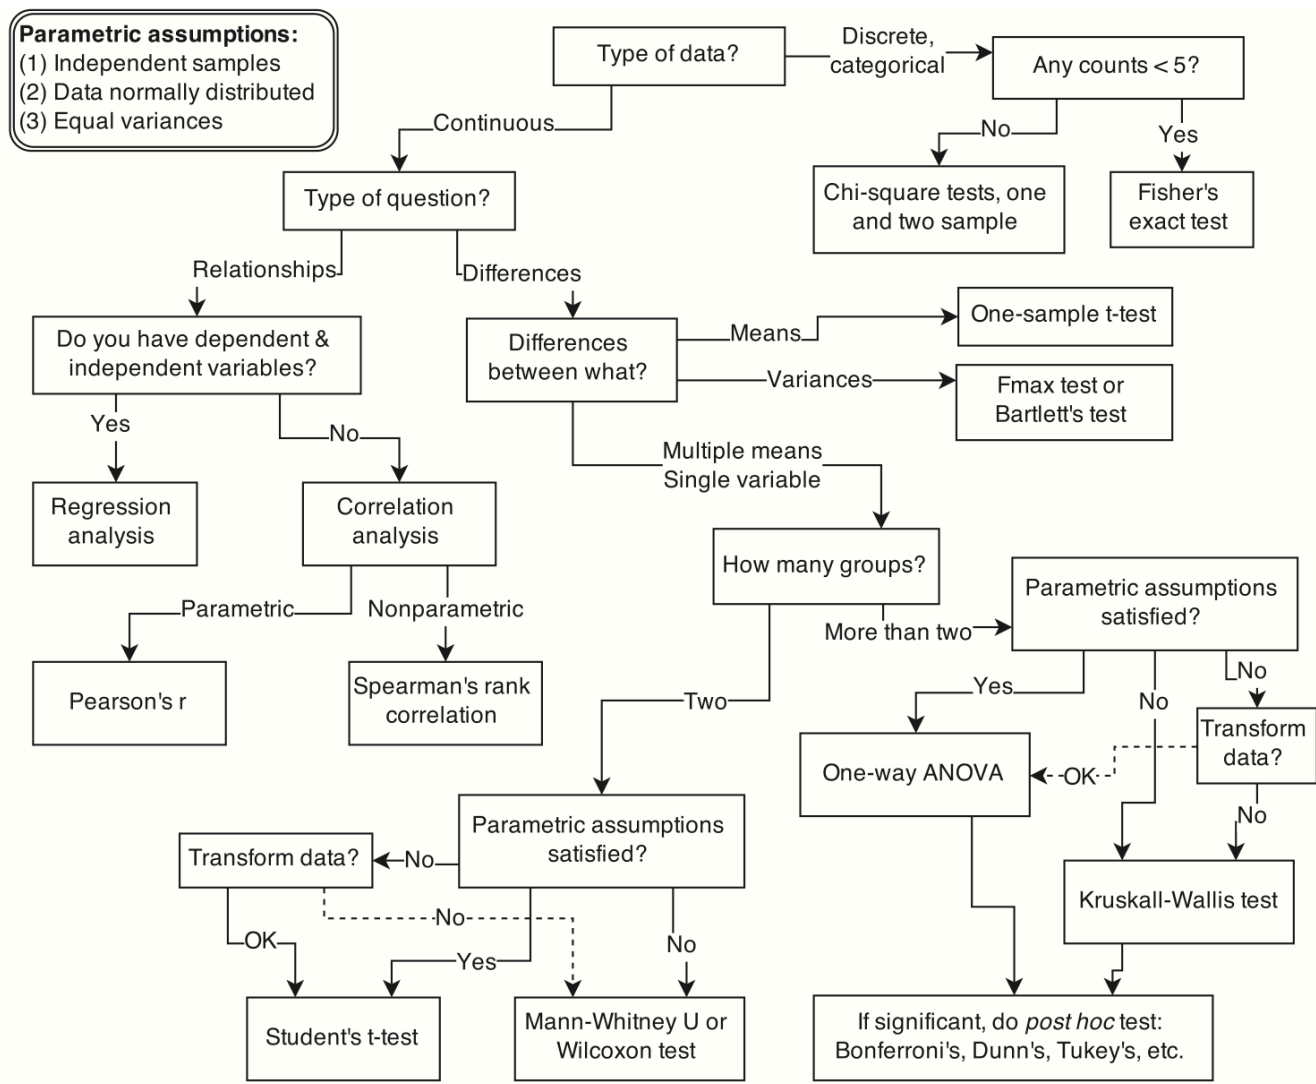 Parametric assumptions:
(1) Independent samples
(2) Data normally distributed
(3) Equal variances
Type of data?
Discrete,
categorical
Any counts < 5?
Continuous
No
Yes
Type of question?
Chi-square tests, one
and two sample
Fisher's
exact test
Relationships
Differences
Do you have dependent &
independent variables?
Differences
between what?
Means
One-sample t-test
Variances
Fmax test or
Bartlett's test
Yes
No
Multiple means
Single variable
Regression
analysis
Correlation
analysis
How many groups?
Parametric
Nonparametric
More than two
Parametric assumptions
satisfied?
Pearson's r
Spearman's rank
correlation
Two
Yes
No
No
One-way ANOVA
OK
Transform
data?
No
Parametric assumptions
satisfied?
Transform data?
No
Kruskall-Wallis test
No
OK
Yes
No
Student's t-test
Mann-Whitney U or
Wilcoxon test
If significant, do post hoc test:
Bonferroni's, Dunn's, Tukey's, etc.